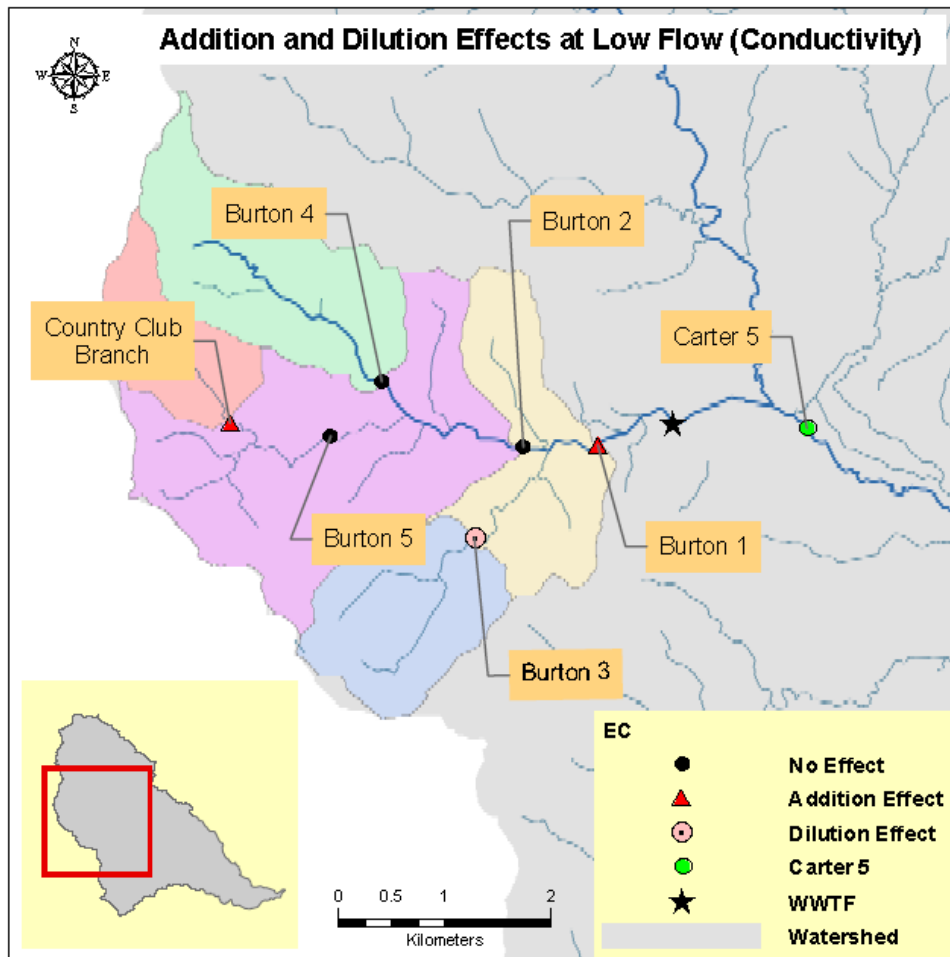 Addition and Dilution Effects at Low Flow (Conductivity)
N
W E
S
Burton 4
Burton 2
Country Club
Branch
Carter 5
Burton 5
Burton 1
Burton 3
EC
No Effect
Addition Effect
Dilution Effect
Carter 5
WWTF
Watershed
0 0.5 1 2
Kilometers